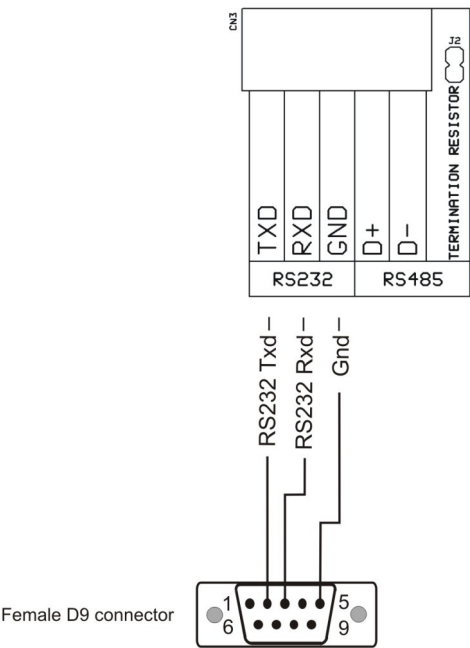 CN3
J2
TERMINATION RESISTOR
TXD
RXD
GND
D+
D-
RS232
RS485
RS232 Txd
RS232 Rxd
Gnd
Female D9 connector
1
5
6
9